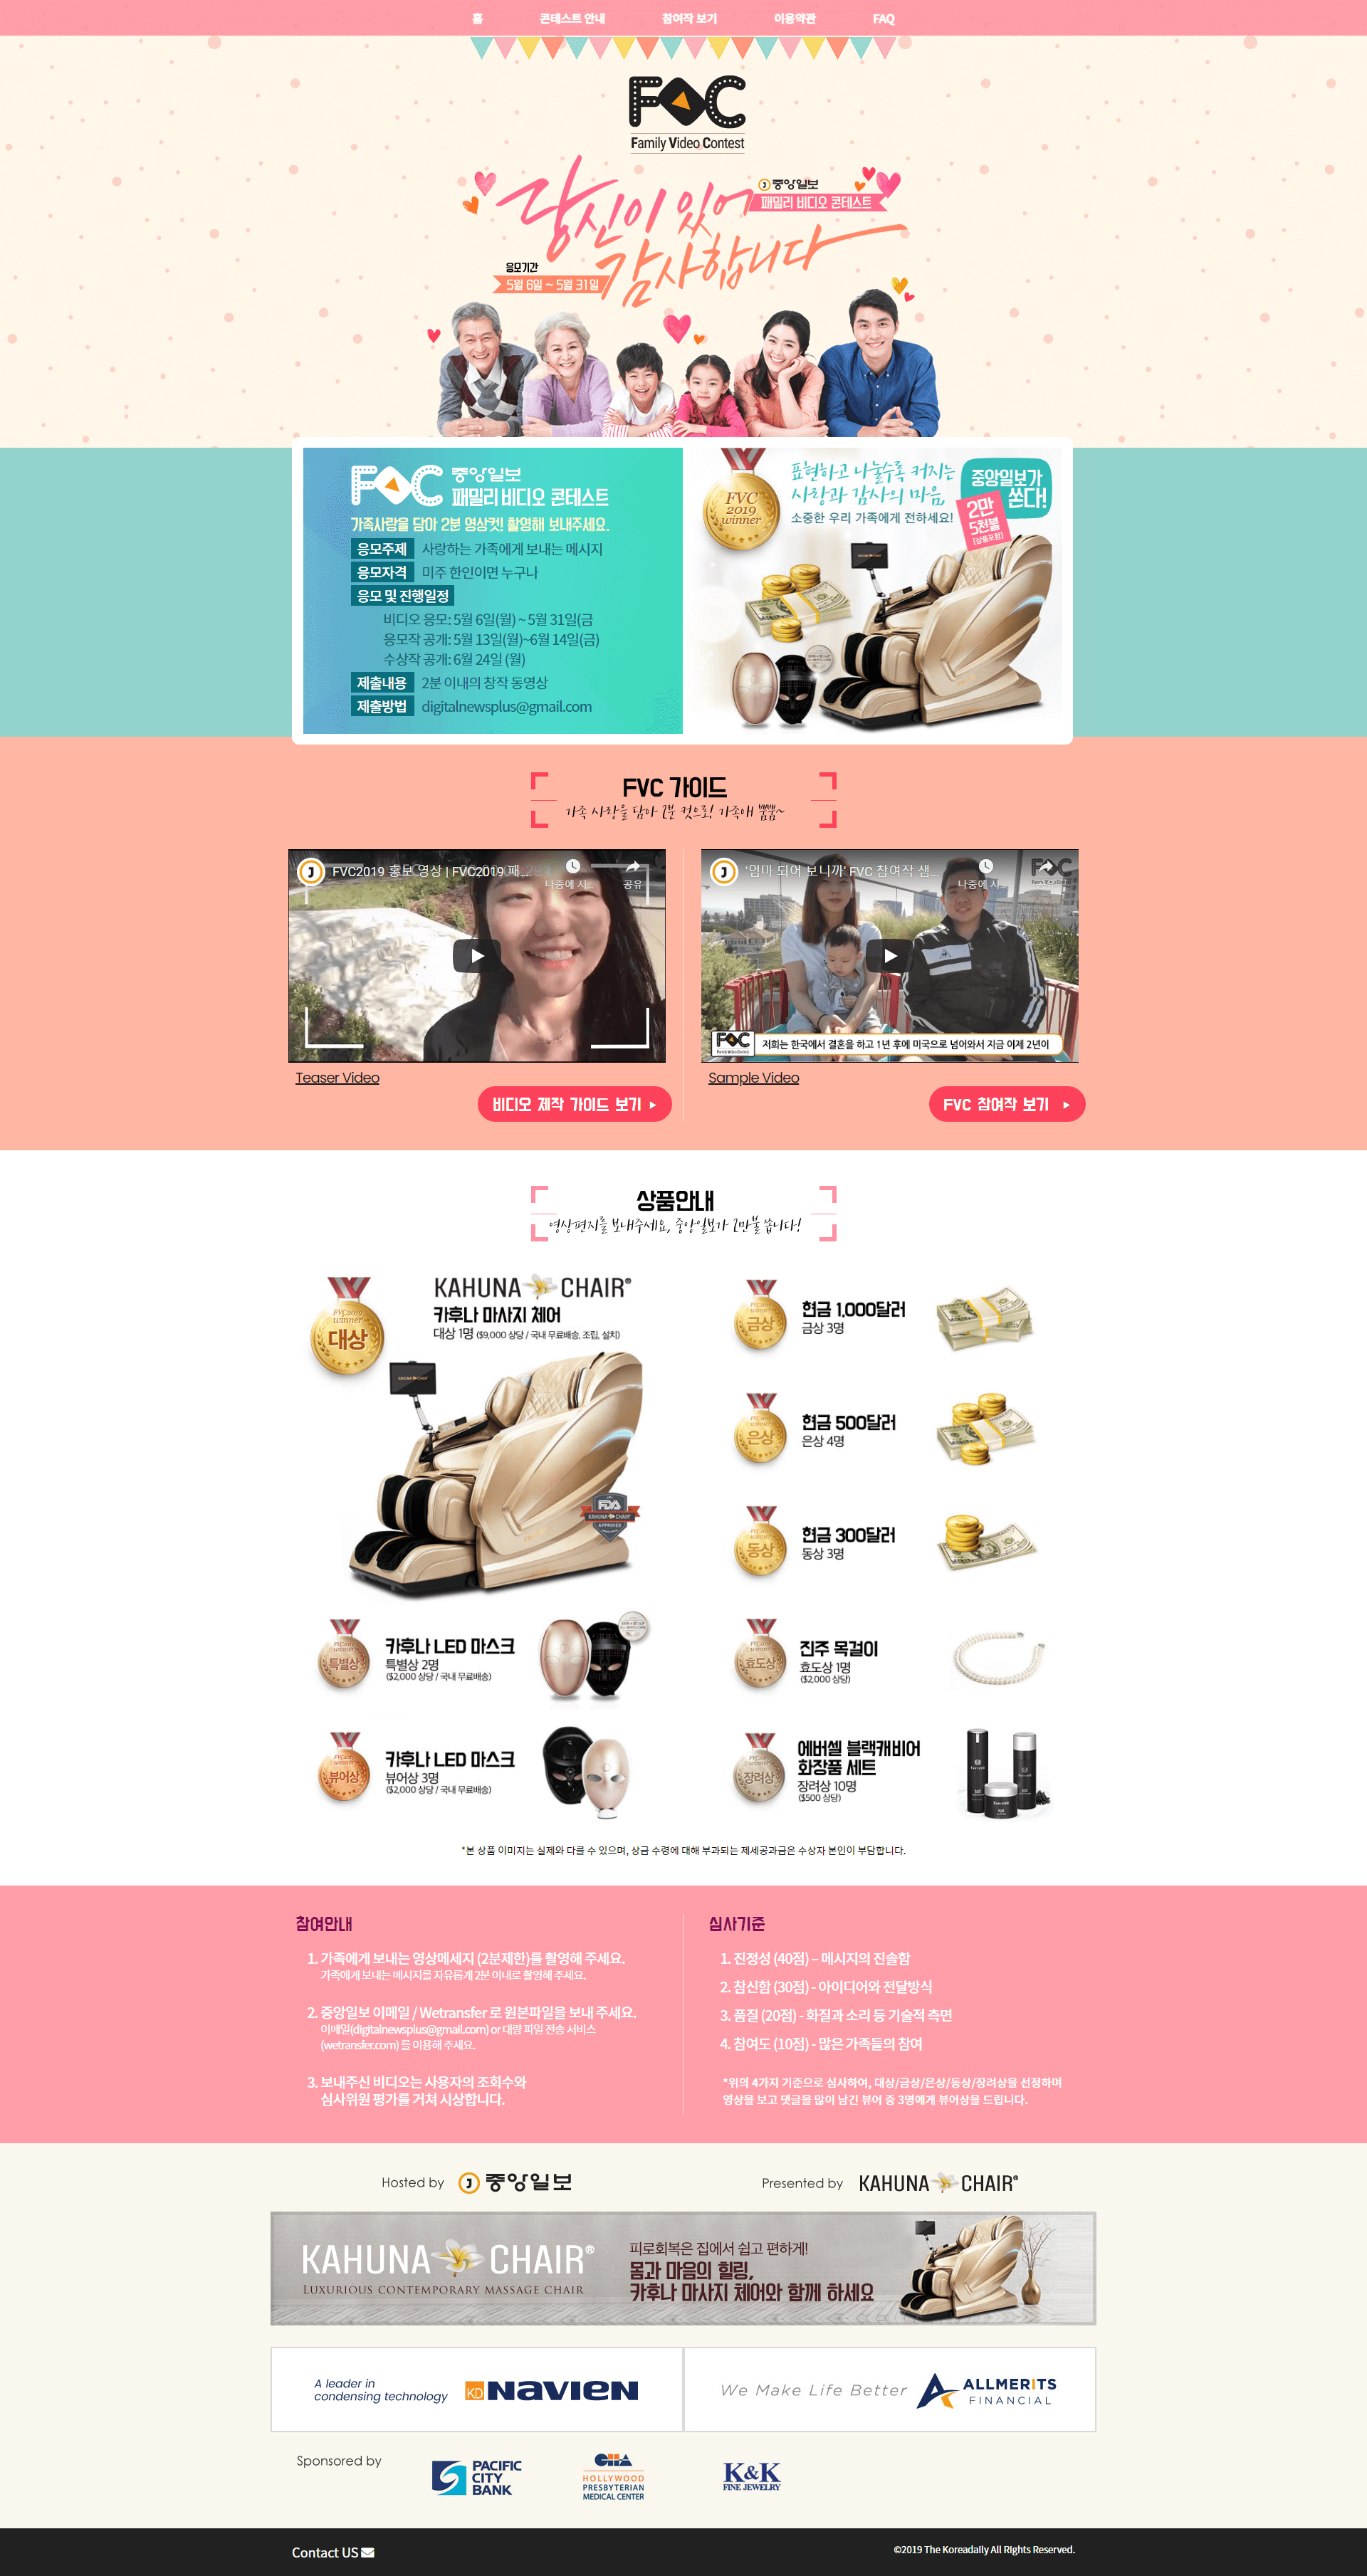 홈 콘테스트 안내 참여작 보기 이용약관 FAQ
FVC
Family Video Contest
당신이 있어
중앙일보
패밀리 비디오 콘테스트
감사합니다
응모기간
5월 6일 ~ 5월 31일
FVC 중앙일보
패밀리 비디오 콘테스트
가족사랑을 담아 2분 영상컷! 촬영해 보내주세요.
응모주제 사랑하는 가족에게 보내는 메시지
응모자격 미주 한인이면 누구나
응모 및 진행일정
비디오 응모: 5월 6일(월) ~ 5월 31일(금
응모작 공개: 5월 13일(월)~6월 14일(금)
수상작 공개: 6월 24일 (월)
제출내용 2분 이내의 창작 동영상
제출방법 digitalnewsplus@gmail.com
FVC
2019
winner
표현하고 나눌수록 커지는
사랑과 감사의 마음,
소중한 우리 가족에게 전하세요!
중앙일보가
쏜다!
2만
5천불
[상품포함]
FVC 가이드
가족 사랑을 담아 2분 컷으로! 가족애 뿜뿜~
FVC2019 홍보 영상 | FVC2019 패...
나중에 시...
공유
'엄마 되어 보니까' FVC 참여작 샘...
나중에 시...
공유
FVC
저희는 한국에서 결혼을 하고 1년 후에 미국으로 넘어와서 지금 이제 2년이
Teaser Video
비디오 제작 가이드 보기
Sample Video
FVC 참여작 보기
상품안내
영상편지를 보내주세요, 중앙일보가 2만불 쏩니다!
FVC2019
winner
대상
KAHUNA CHAIR®
카후나 마사지 체어
대상 1명 ($9,000 상당 / 국내 무료배송, 조립, 설치)
FDA
KAHUNA CHAIR
APPROVED
금상
현금 1,000달러
금상 3명
은상
현금 500달러
은상 4명
동상
현금 300달러
동상 3명
특별상
카후나 LED 마스크
특별상 2명
($2,000 상당 / 국내 무료배송)
효도상
진주 목걸이
효도상 1명
($2,000 상당)
뷰어상
카후나 LED 마스크
뷰어상 3명
($2,000 상당 / 국내 무료배송)
장려상
에버셀 블랙캐비어
화장품 세트
장려상 10명
($500 상당)
*본 상품 이미지는 실제와 다를 수 있으며, 상금 수령에 대해 부과되는 제세공과금은 수상자 본인이 부담합니다.
참여안내
1. 가족에게 보내는 영상메세지 (2분제한)를 촬영해 주세요.
가족에게 보내는 메시지를 자유롭게 2분 이내로 촬영해 주세요.
2. 중앙일보 이메일 / Wetransfer 로 원본파일을 보내 주세요.
이메일(digitalnewsplus@gmail.com) or 대량 파일 전송 서비스
(wetransfer.com) 를 이용해 주세요.
3. 보내주신 비디오는 사용자의 조회수와
심사위원 평가를 거쳐 시상합니다.
심사기준
1. 진정성 (40점) – 메시지의 진솔함
2. 참신함 (30점) - 아이디어와 전달방식
3. 품질 (20점) - 화질과 소리 등 기술적 측면
4. 참여도 (10점) - 많은 가족들의 참여
*위의 4가지 기준으로 심사하여, 대상/금상/은상/동상/장려상을 선정하며
영상을 보고 댓글을 많이 남긴 뷰어 중 3명에게 뷰어상을 드립니다.
Hosted by 중앙일보
Presented by KAHUNA CHAIR®
KAHUNA CHAIR®
LUXURIOUS CONTEMPORARY MASSAGE CHAIR
피로회복은 집에서 쉽고 편하게!
몸과 마음의 힐링,
카후나 마사지 체어와 함께 하세요
A leader in
condensing technology
KD NAVIEN
We Make Life Better
ALLMERITS
FINANCIAL
Sponsored by
PACIFIC
CITY
BANK
CHA
HOLLYWOOD
PRESBYTERIAN
MEDICAL CENTER
K&K
FINE JEWELRY
Contact US
©2019 The Koreadaily All Rights Reserved.